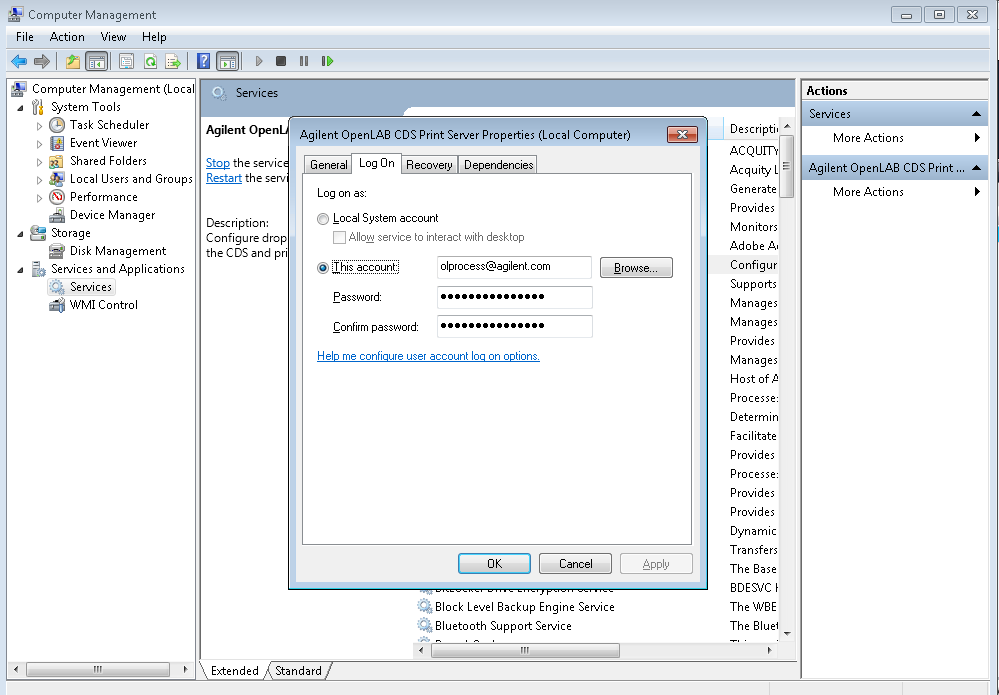 Computer Management
File Action View Help
Computer Management (Local
System Tools
Task Scheduler
Event Viewer
Shared Folders
Local Users and Groups
Performance
Device Manager
Storage
Disk Management
Services and Applications
Services
WMI Control
Services
Agilent OpenLA
Stop the service
Restart the servi
Description:
Configure drop
the CDS and pri
Agilent OpenLAB CDS Print Server Properties (Local Computer)
General Log On Recovery Dependencies
Log on as:
Local System account
Allow service to interact with desktop
This account: olprocess@agilent.com Browse...
Password: •••••••••••••••
Confirm password: •••••••••••••••
Help me configure user account log on options.
OK Cancel Apply
Descripti
ACQUITY
Acquity L
Generate
Provides
Monitors
Adobe A
Configur
Supports
Manages
Manages
Provides
Manages
Host of A
Processe
Determin
Facilitate
Provides
Processe
Provides
Provides
Dynamic
Transfers
The Base
BitLocker Drive Encryption Service BDESVC
Block Level Backup Engine Service The WBE
Bluetooth Support Service The Bluet
Extended Standard
Actions
Services
More Actions
Agilent OpenLAB CDS Print ...
More Actions